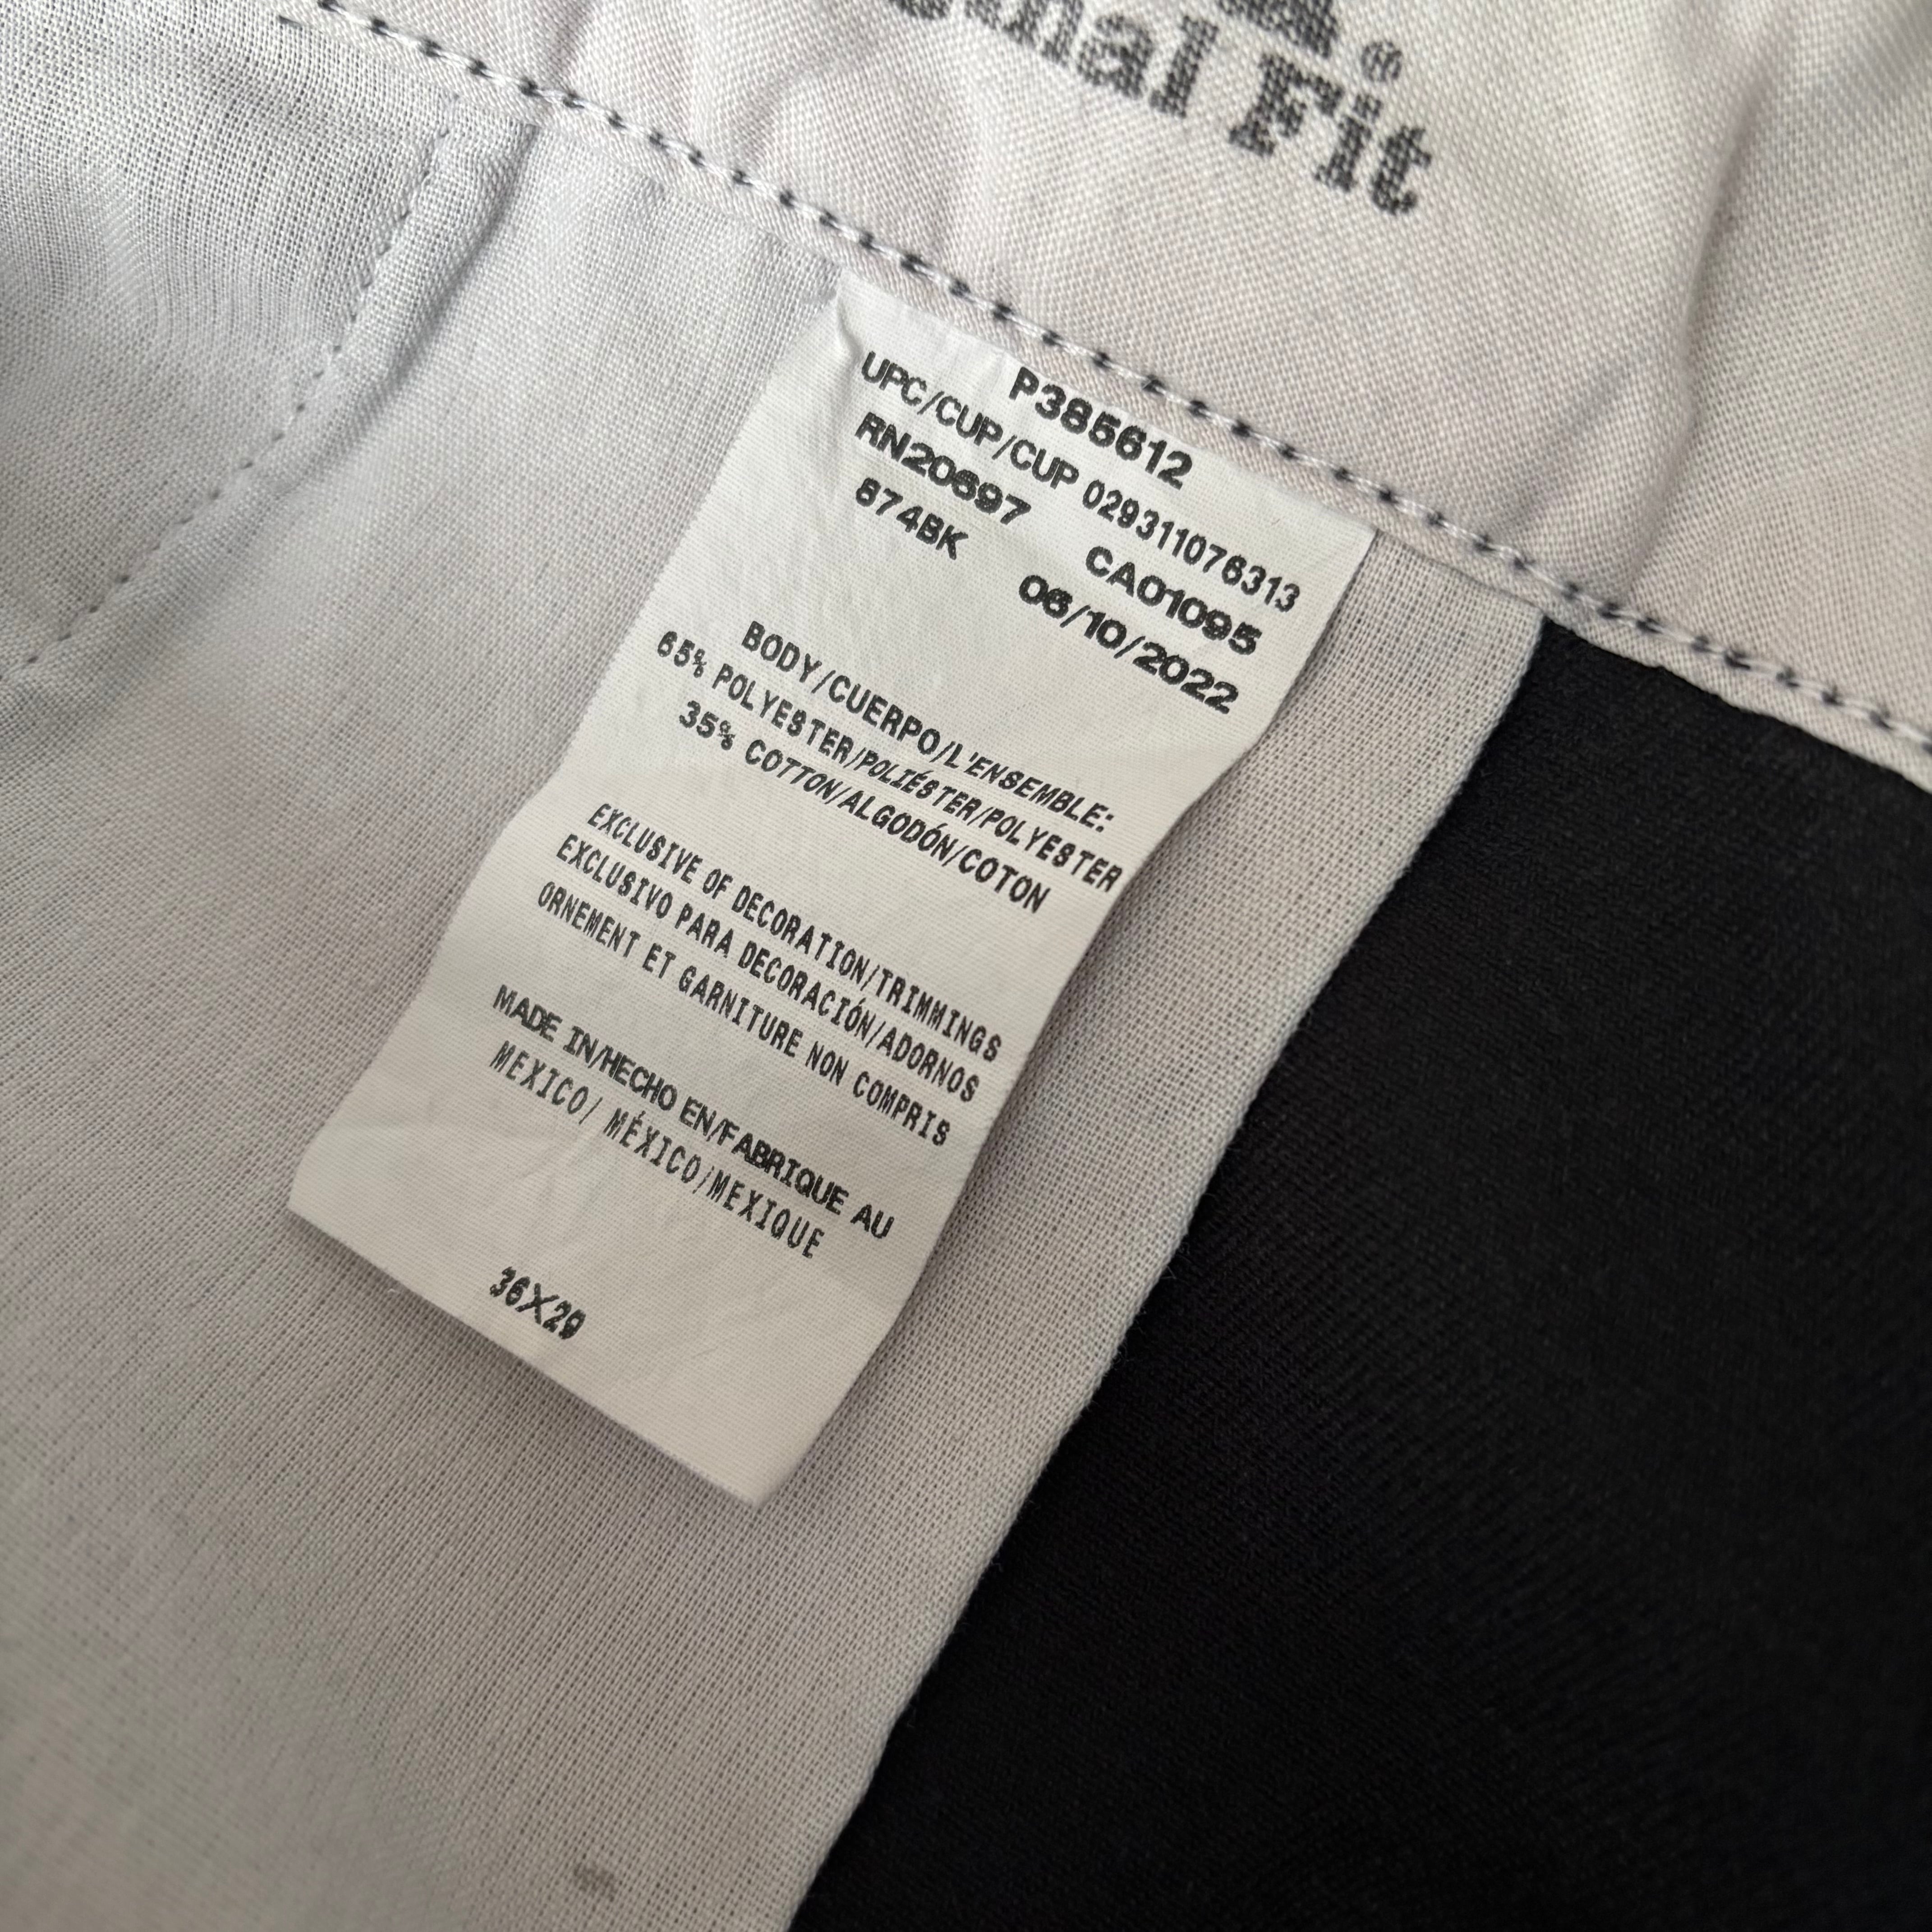 ®
Fit
P385612
UPC/CUP/CUP 029311076313
RN20697 CA01095
874BK 06/10/2022
BODY/CUERPO/L'ENSEMBLE:
65% POLYESTER/POLIÉSTER/POLYESTER
35% COTTON/ALGODÓN/COTON
EXCLUSIVE OF DECORATION/TRIMMINGS
EXCLUSIVO PARA DECORACIÓN/ADORNOS
ORNEMENT ET GARNITURE NON COMPRIS
MADE IN/HECHO EN/FABRIQUE AU
MEXICO/ MÉXICO/MEXIQUE
36X29